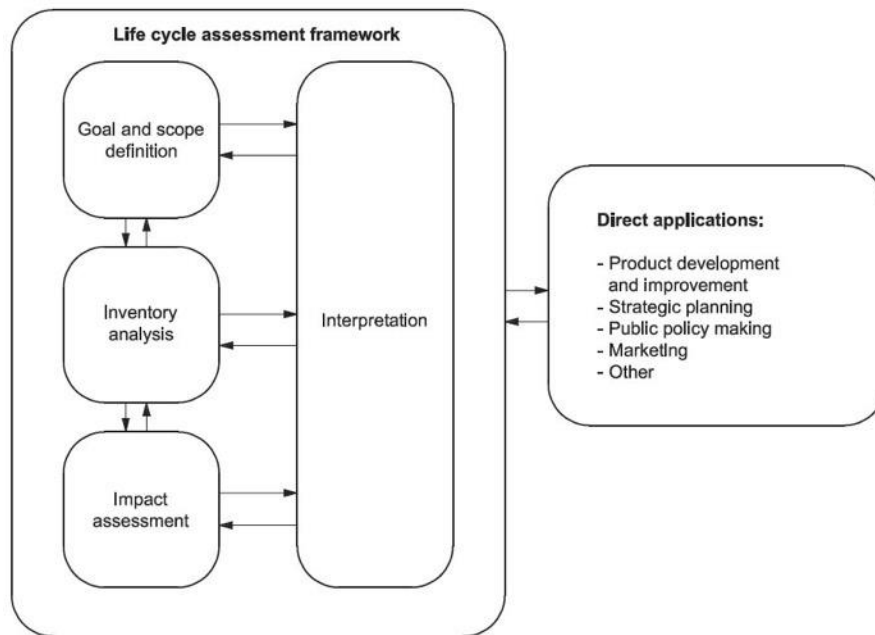 Life cycle assessment framework
Goal and scope
definition
Inventory
analysis
Impact
assessment
Interpretation
Direct applications:
- Product development
and improvement
- Strategic planning
- Public policy making
- Marketing
- Other